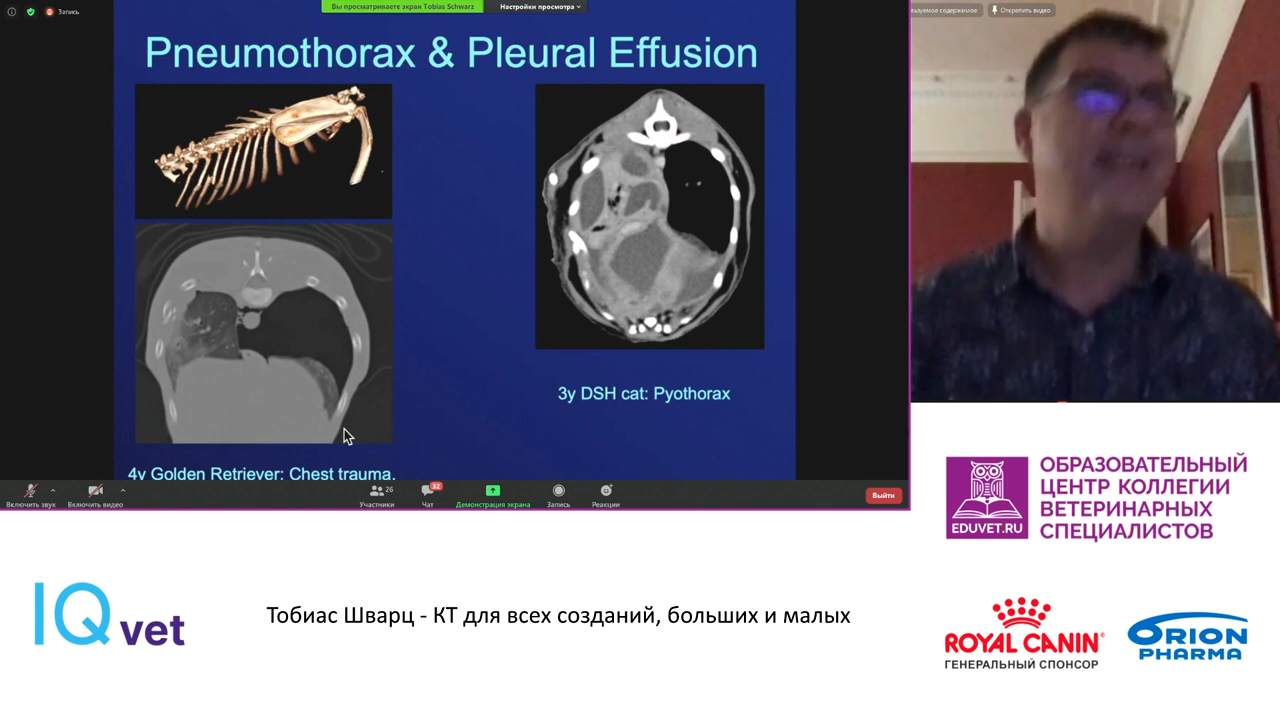 Запись
Вы просматриваете экран Tobias Schwarz
Настройки просмотра
содержимое
Открепить видео
Pneumothorax & Pleural Effusion
3y DSH cat: Pyothorax
4y Golden Retriever: Chest trauma,
Включить звук
Включить видео
26
Участники
32
Чат
Демонстрация экрана
Запись
Реакции
Выйти
EDUVET.RU
ОБРАЗОВАТЕЛЬНЫЙ
ЦЕНТР КОЛЛЕГИИ
ВЕТЕРИНАРНЫХ
СПЕЦИАЛИСТОВ
IQ vet
Тобиас Шварц - КТ для всех созданий, больших и малых
ROYAL CANIN
ГЕНЕРАЛЬНЫЙ СПОНСОР
ORION
PHARMA